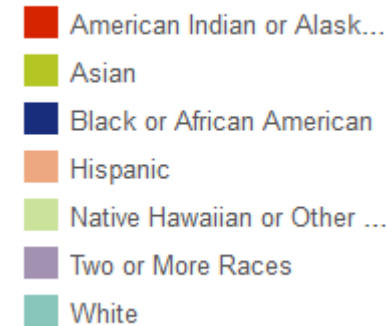 American Indian or Alask...
Asian
Black or African American
Hispanic
Native Hawaiian or Other ...
Two or More Races
White